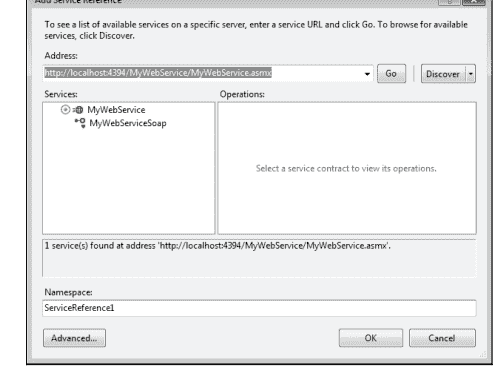 Add Service Reference
To see a list of available services on a specific server, enter a service URL and click Go. To browse for available
services, click Discover.
Address:
http://localhost:4394/MyWebService/MyWebService.asmx
Go
Discover
Services:
Operations:
MyWebService
MyWebServiceSoap
Select a service contract to view its operations.
1 service(s) found at address 'http://localhost:4394/MyWebService/MyWebService.asmx'.
Namespace:
ServiceReference1
Advanced...
OK
Cancel